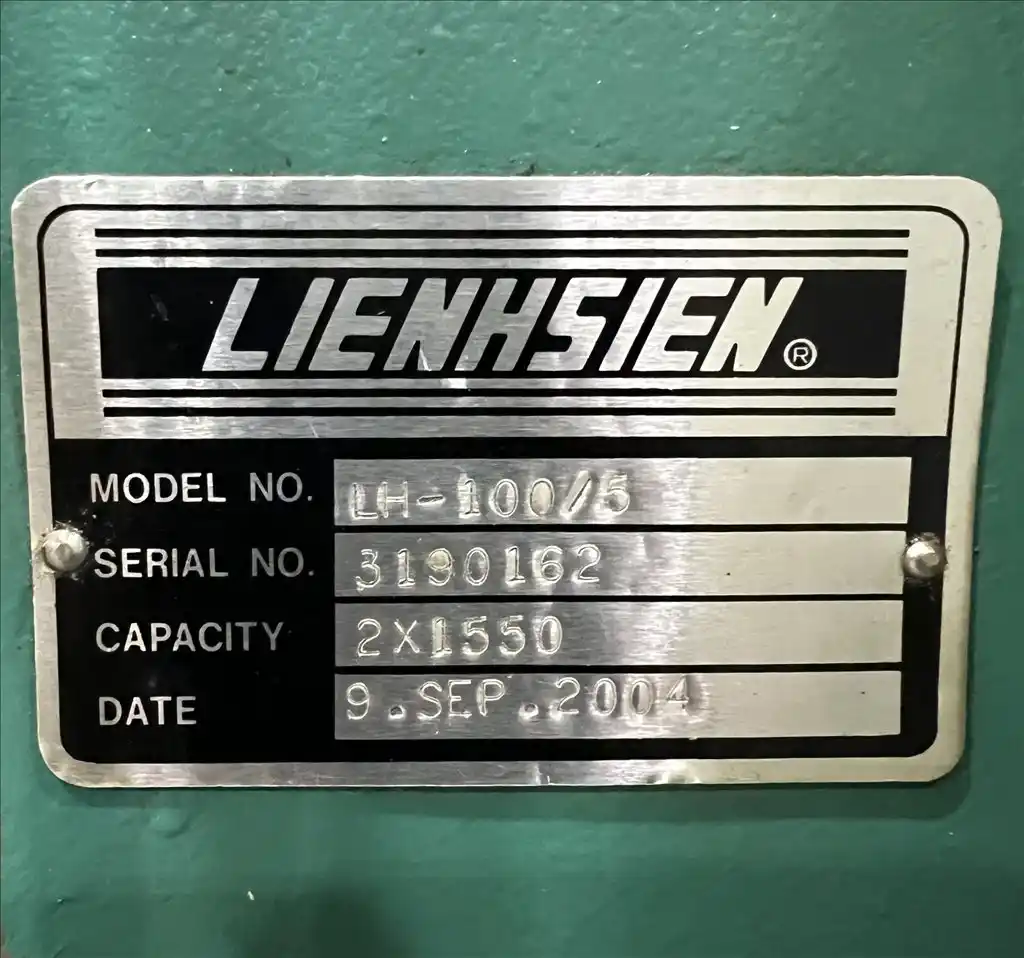 LIENHSIEN®
MODEL NO. LH-100/5
SERIAL NO. 3190162
CAPACITY 2X1550
DATE 9.SEP.2004